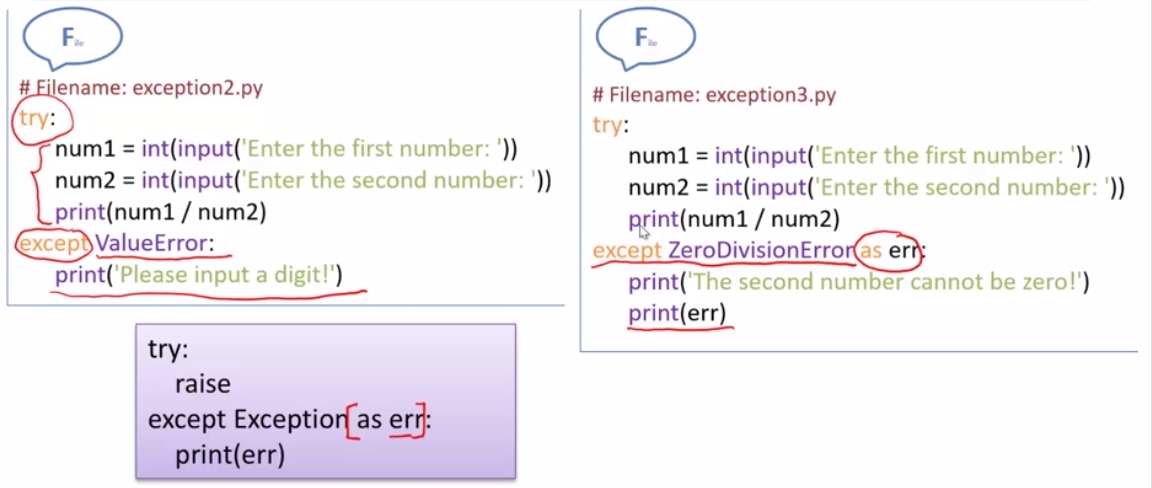 File
# Filename: exception2.py
try:
    num1 = int(input('Enter the first number: '))
    num2 = int(input('Enter the second number: '))
    print(num1 / num2)
except ValueError:
    print('Please input a digit!')
try:
    raise
except Exception [as err]:
    print(err)
File
# Filename: exception3.py
try:
    num1 = int(input('Enter the first number: '))
    num2 = int(input('Enter the second number: '))
    print(num1 / num2)
except ZeroDivisionError as err:
    print('The second number cannot be zero!')
    print(err)